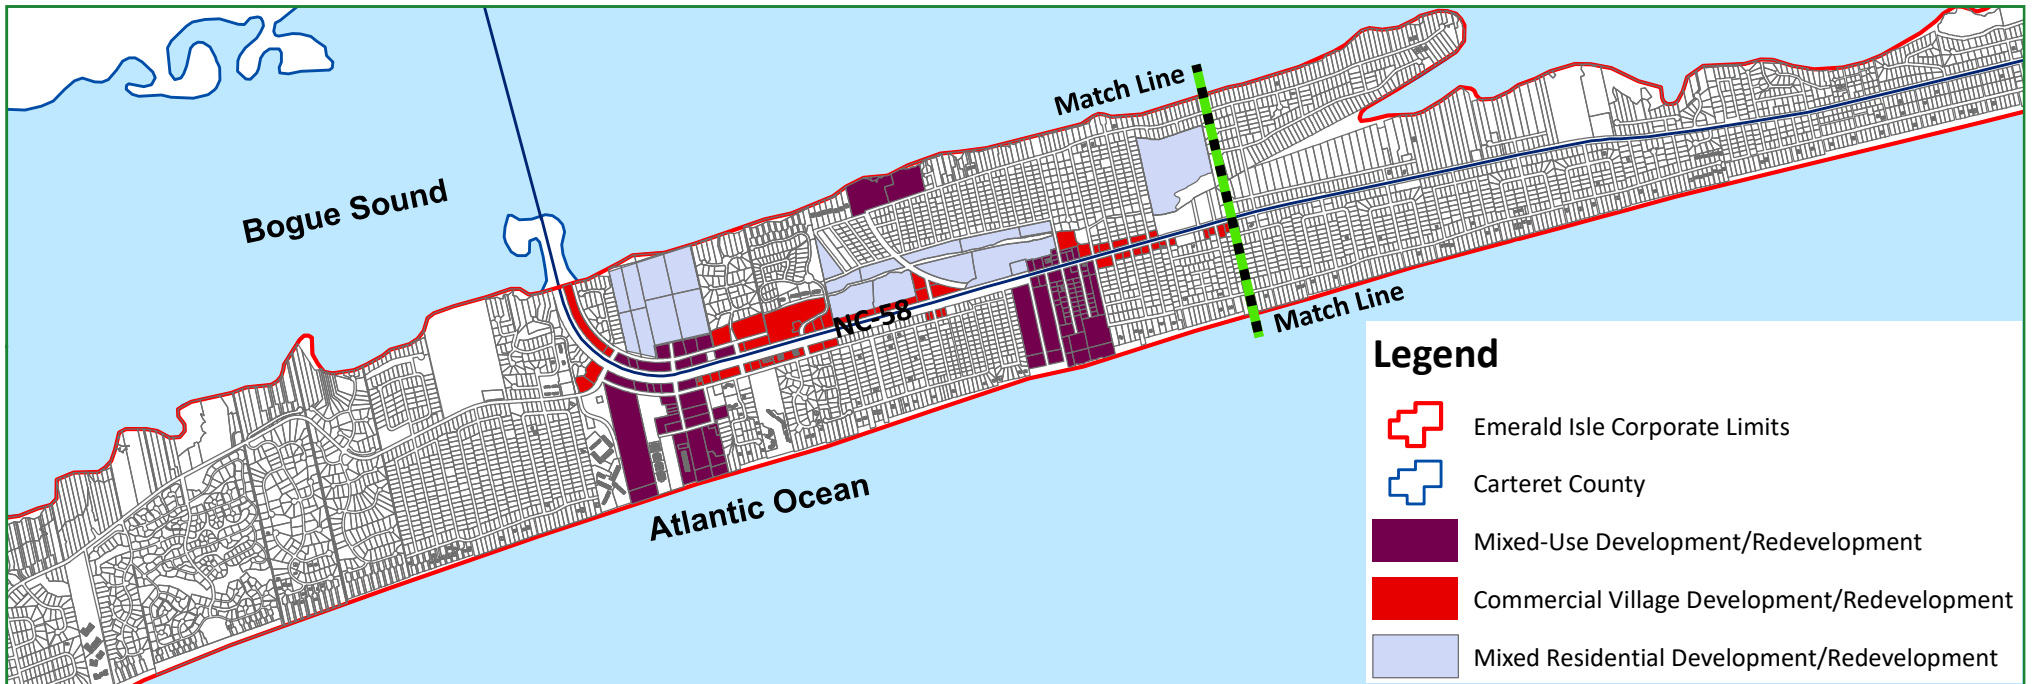 Match Line
Bogue Sound
NC-58
Match Line
Atlantic Ocean
Legend
Emerald Isle Corporate Limits
Carteret County
Mixed-Use Development/Redevelopment
Commercial Village Development/Redevelopment
Mixed Residential Development/Redevelopment